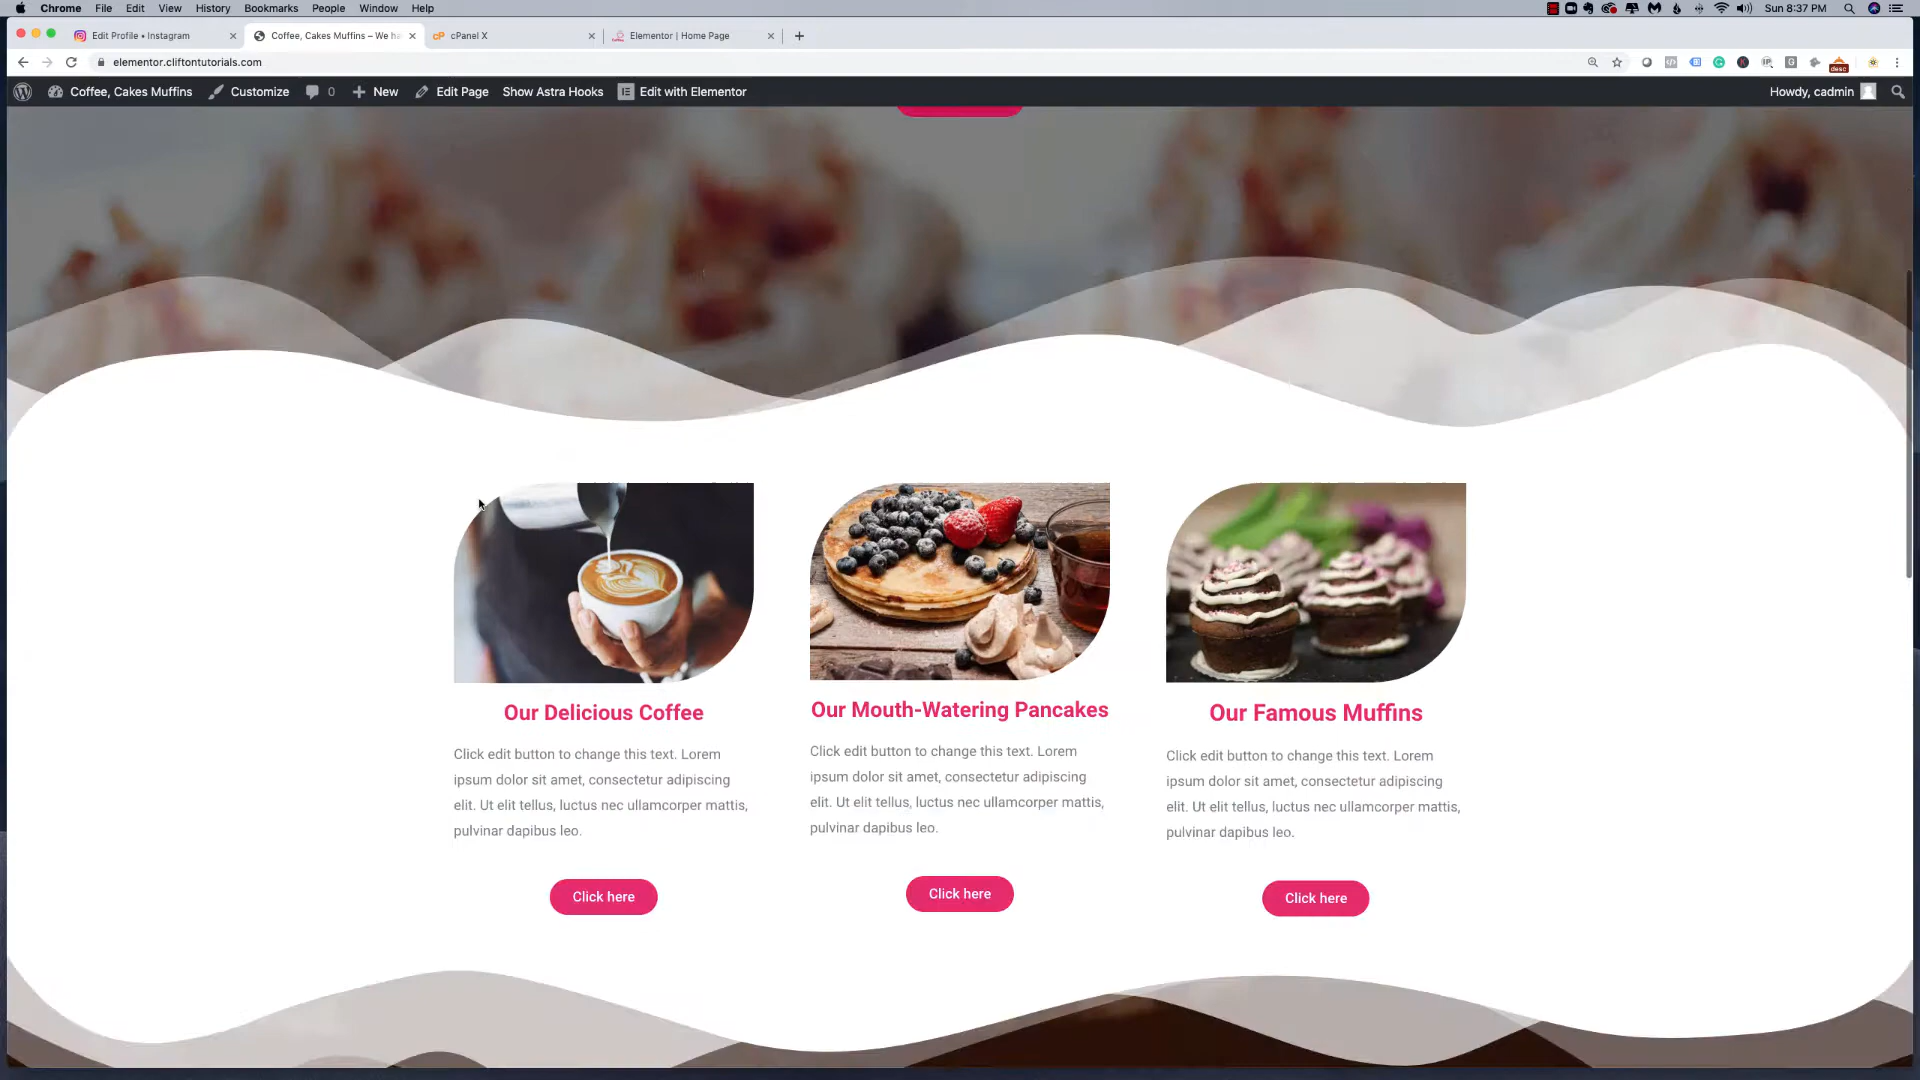 Chrome File Edit View History Bookmarks People Window Help
Sun 8:37 PM
Edit Profile • Instagram
Coffee, Cakes Muffins – We ha
cPanel X
Elementor | Home Page
elementor.cliftontutorials.com
Coffee, Cakes Muffins Customize 0 New Edit Page Show Astra Hooks Edit with Elementor
Howdy, cadmin
Our Delicious Coffee
Click edit button to change this text. Lorem
ipsum dolor sit amet, consectetur adipiscing
elit. Ut elit tellus, luctus nec ullamcorper mattis,
pulvinar dapibus leo.
Click here
Our Mouth-Watering Pancakes
Click edit button to change this text. Lorem
ipsum dolor sit amet, consectetur adipiscing
elit. Ut elit tellus, luctus nec ullamcorper mattis,
pulvinar dapibus leo.
Click here
Our Famous Muffins
Click edit button to change this text. Lorem
ipsum dolor sit amet, consectetur adipiscing
elit. Ut elit tellus, luctus nec ullamcorper mattis,
pulvinar dapibus leo.
Click here